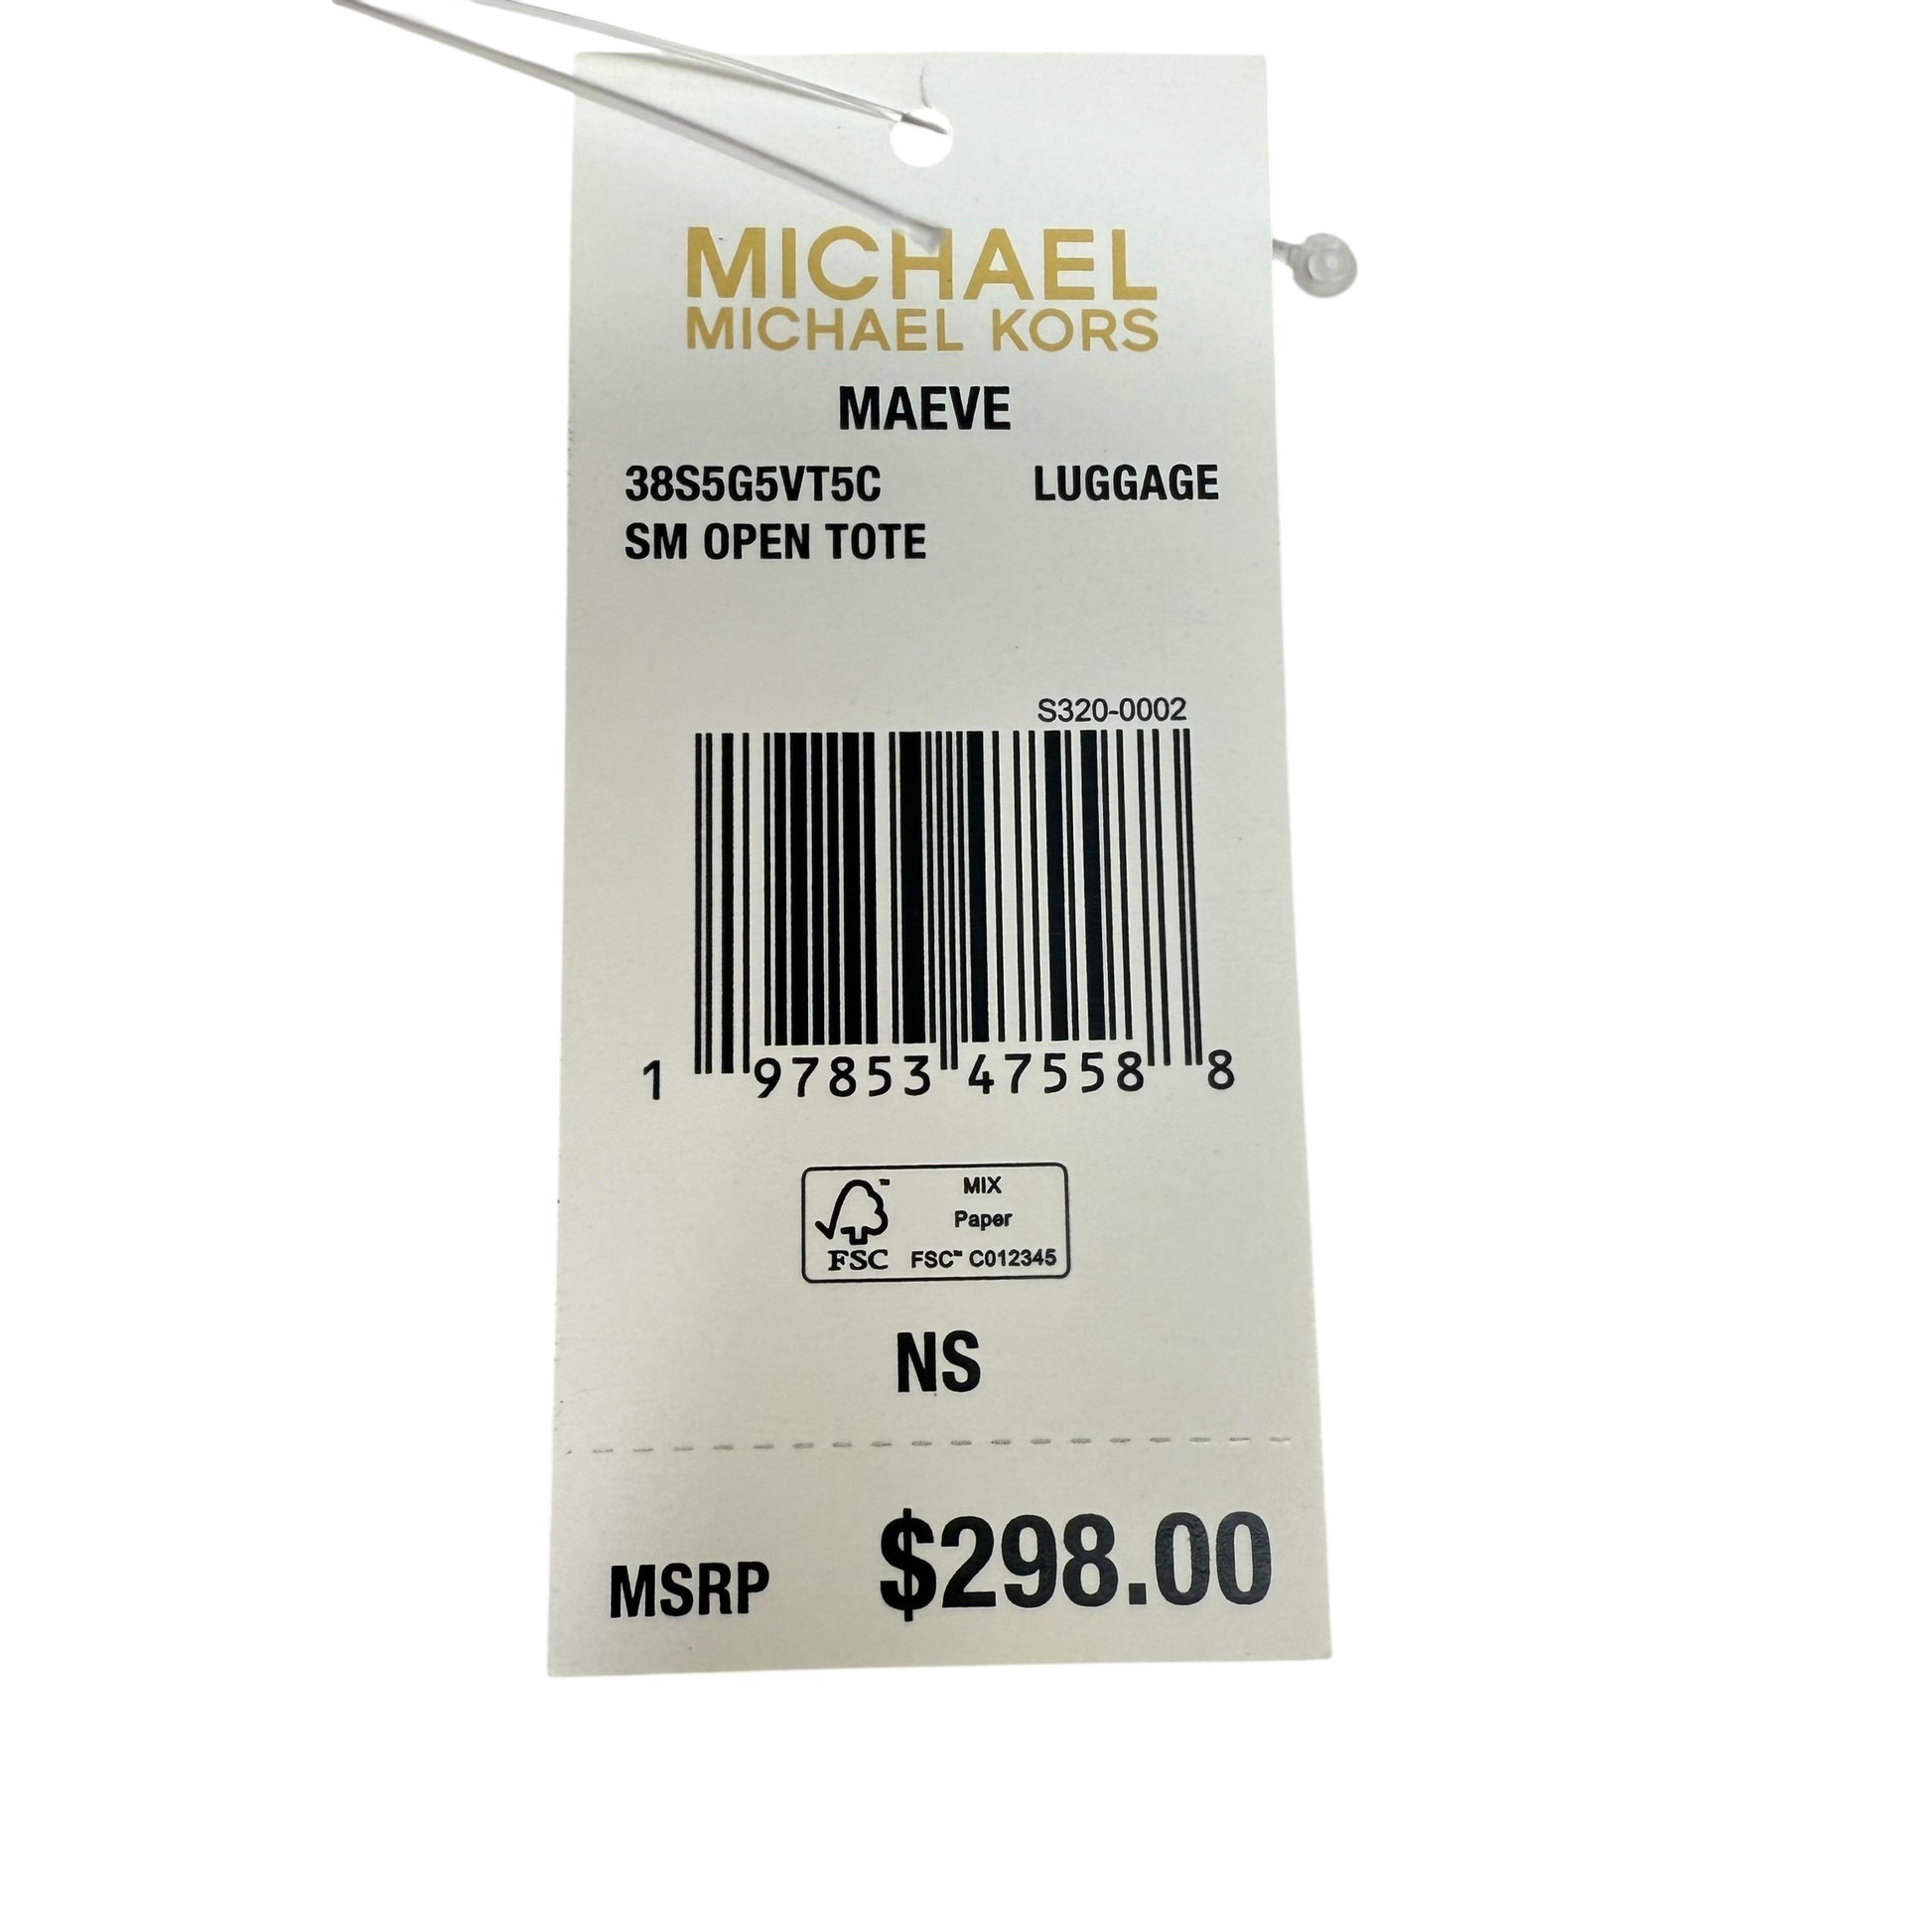 MICHAEL
MICHAEL KORS
MAEVE
38S5G5VT5C LUGGAGE
SM OPEN TOTE
S320-0002
1 97853 47558 8
FSC MIX
Paper
FSC™ C012345
NS
MSRP $298.00